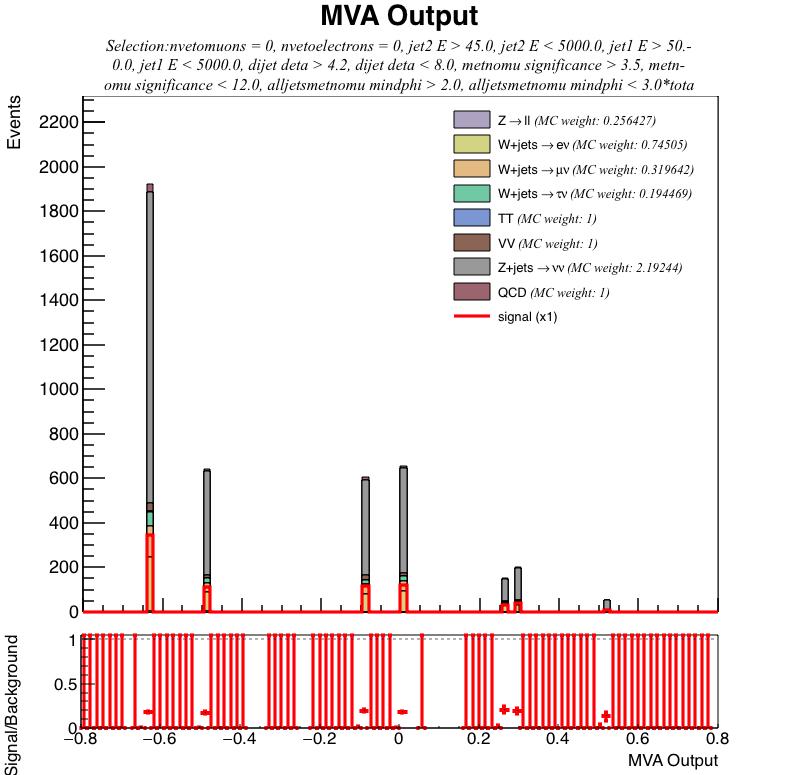 MVA Output
Selection:nvetomuons = 0, nvetoelectrons = 0, jet2 E > 45.0, jet2 E < 5000.0, jet1 E > 50.-
0.0, jet1 E < 5000.0, dijet deta > 4.2, dijet deta < 8.0, metnomu significance > 3.5, metn-
omu significance < 12.0, alljetsmetnomu mindphi > 2.0, alljetsmetnomu mindphi < 3.0*tota
Events
2200
2000
1800
1600
1400
1200
1000
800
600
400
200
0
Z→ll (MC weight: 0.256427)
W+jets→eν (MC weight: 0.74505)
W+jets→μν (MC weight: 0.319642)
W+jets→τν (MC weight: 0.194469)
TT (MC weight: 1)
VV (MC weight: 1)
Z+jets→νν (MC weight: 2.19244)
QCD (MC weight: 1)
signal (x1)
Signal/Background
1
0.5
0
−0.8 −0.6 −0.4 −0.2 0 0.2 0.4 0.6 0.8
MVA Output